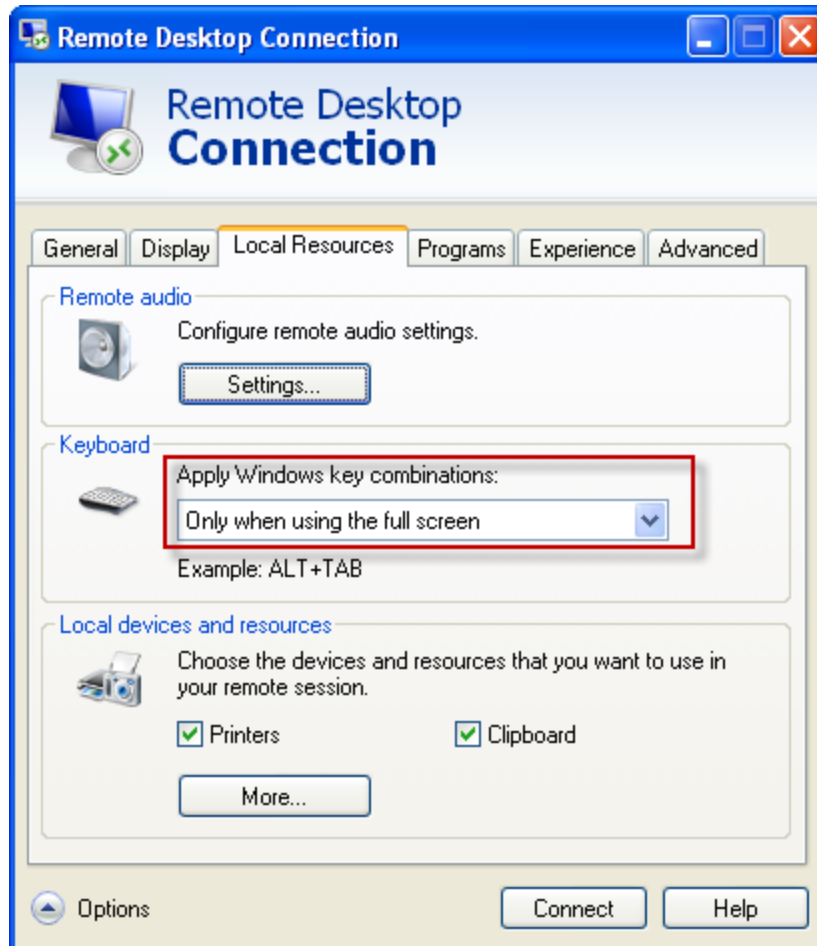 Remote Desktop Connection
Remote Desktop
Connection
General Display Local Resources Programs Experience Advanced
Remote audio
Configure remote audio settings.
Settings...
Keyboard
Apply Windows key combinations:
Only when using the full screen
Example: ALT+TAB
Local devices and resources
Choose the devices and resources that you want to use in
your remote session.
Printers Clipboard
More...
Options Connect Help